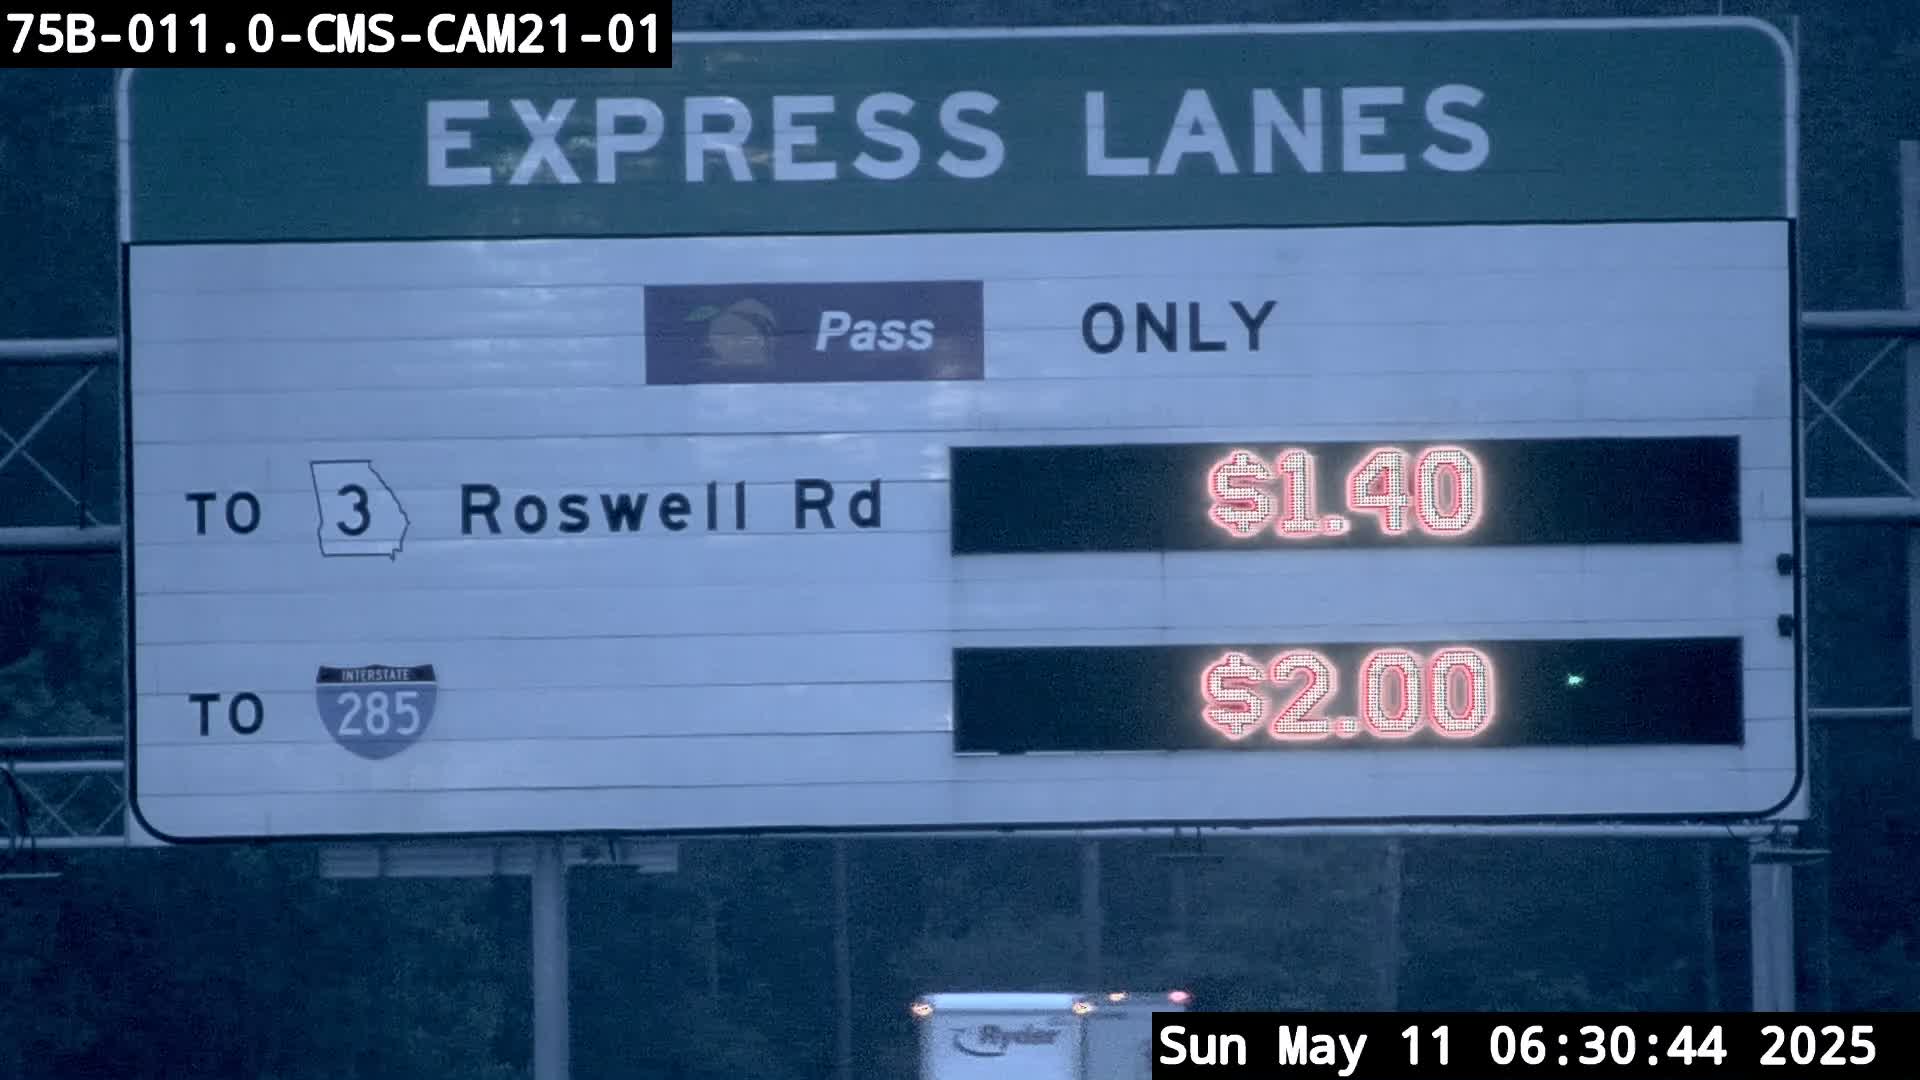 75B-011.0-CMS-CAM21-01
EXPRESS LANES
Pass ONLY
TO 3 Roswell Rd $1.40
INTERSTATE
TO 285 $2.00
Ryder
Sun May 11 06:30:44 2025